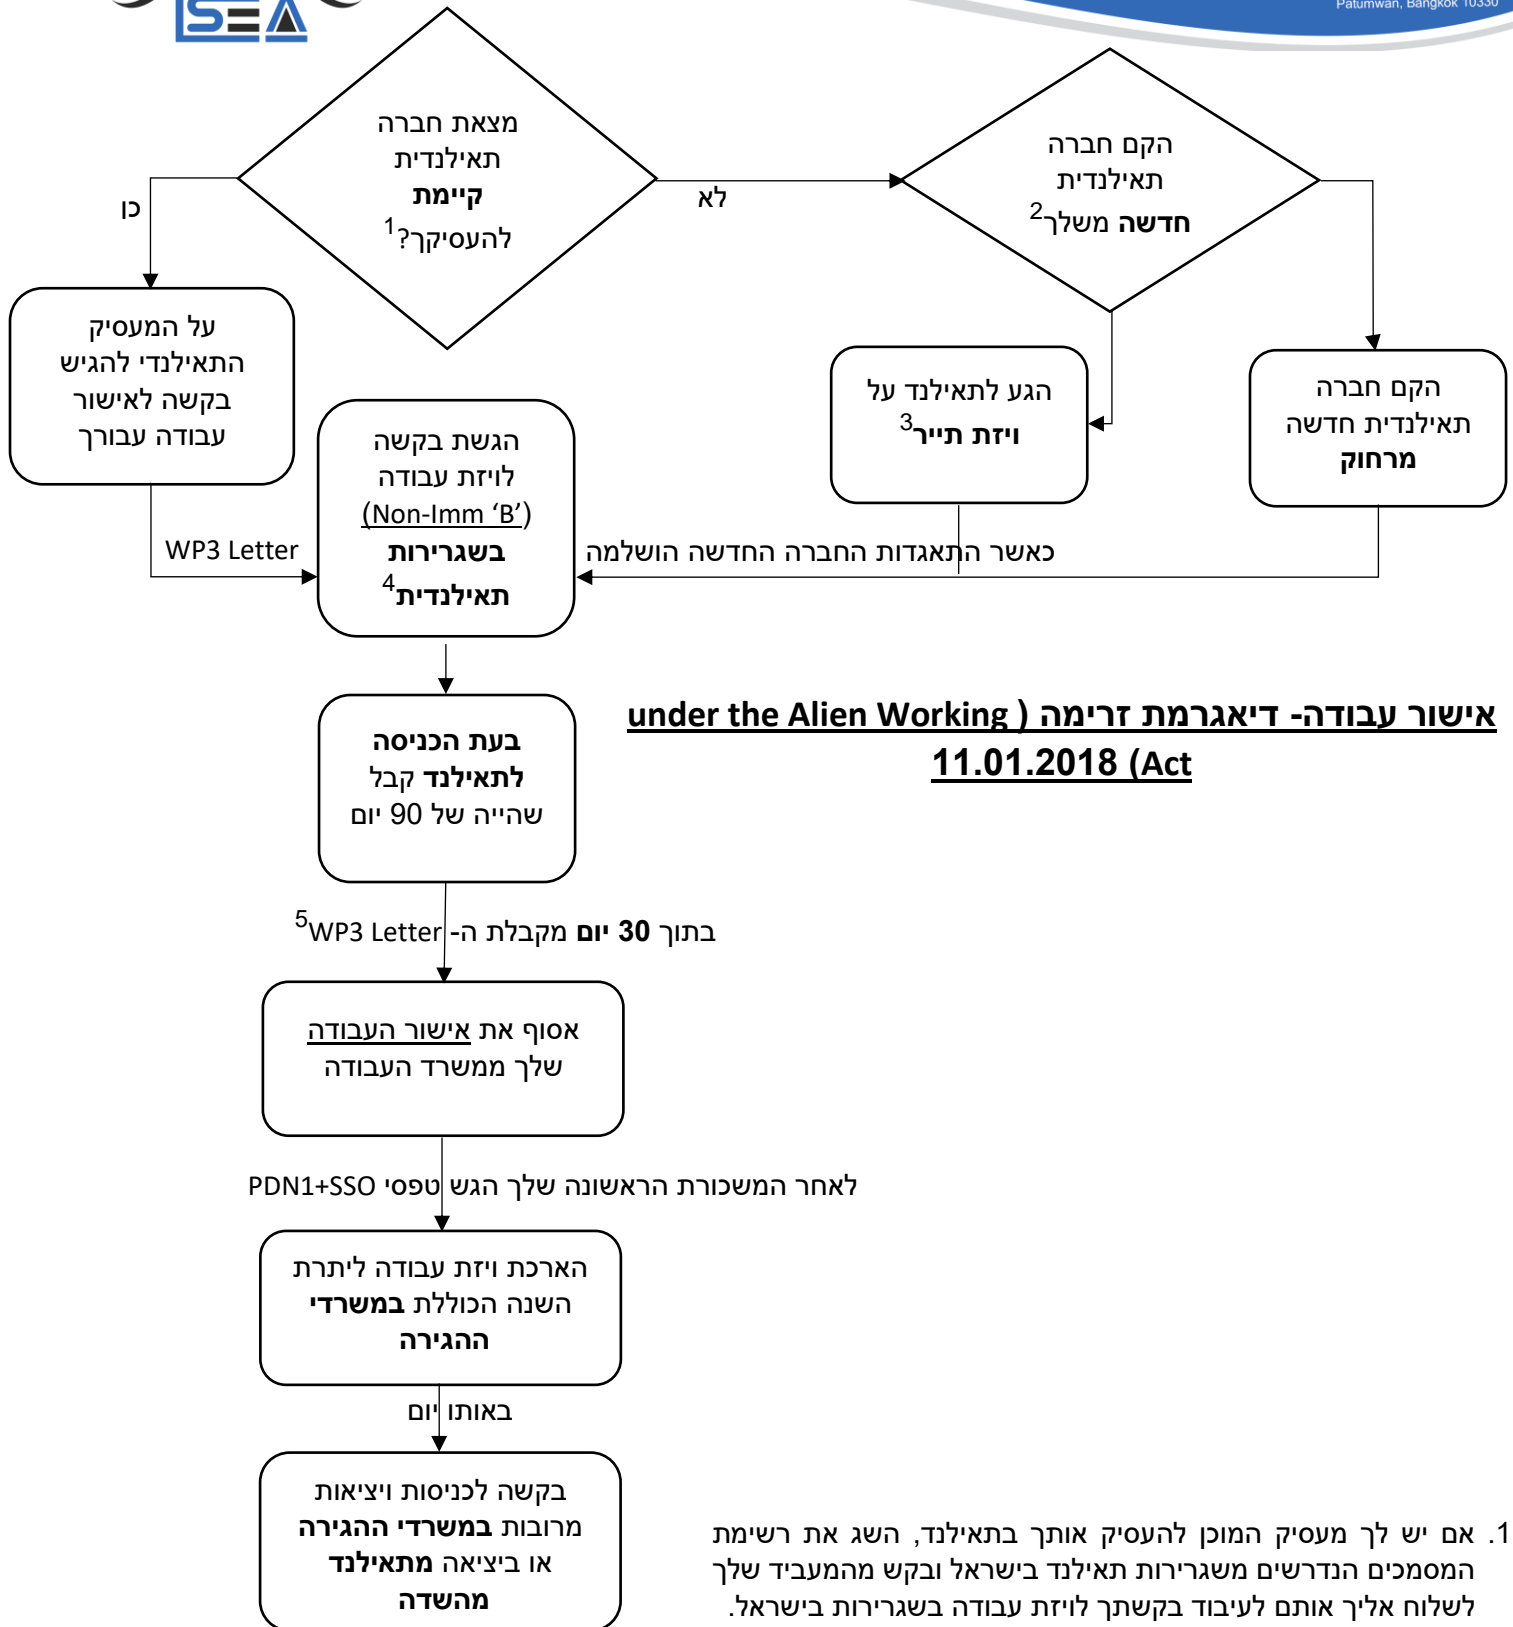 SEA
Patumwan, Bangkok 10330
מצאת חברה
תאילנדית
קיימת
להעסיקך?1
כן
לא
הקם חברה
תאילנדית
חדשה משלך2
על המעסיק
התאילנדי להגיש
בקשה לאישור
עבודה עבורך
הגשת בקשה
לויזת עבודה
(Non-Imm ‘B’)
בשגרירות
תאילנדית4
הגע לתאילנד על
ויזת תייר3
הקם חברה
תאילנדית חדשה
מרחוק
WP3 Letter
כאשר התאגדות החברה החדשה הושלמה
אישור עבודה- דיאגרמת זרימה (under the Alien Working
Act) 11.01.2018
בעת הכניסה
לתאילנד קבל
שהייה של 90 יום
בתוך 30 יום מקבלת ה- WP3 Letter5
אסוף את אישור העבודה
שלך ממשרד העבודה
לאחר המשכורת הראשונה שלך הגש טפסי PDN1+SSO
הארכת ויזת עבודה ליתרת
השנה הכוללת במשרדי
ההגירה
באותו יום
בקשה לכניסות ויציאות
מרובות במשרדי ההגירה
או ביציאה מתאילנד
מהשדה
1. אם יש לך מעסיק המוכן להעסיק אותך בתאילנד, השג את רשימת
המסמכים הנדרשים משגרירות תאילנד בישראל ובקש מהמעביד שלך
לשלוח אליך אותם לעיבוד בקשתך לויזת עבודה בשגרירות בישראל.